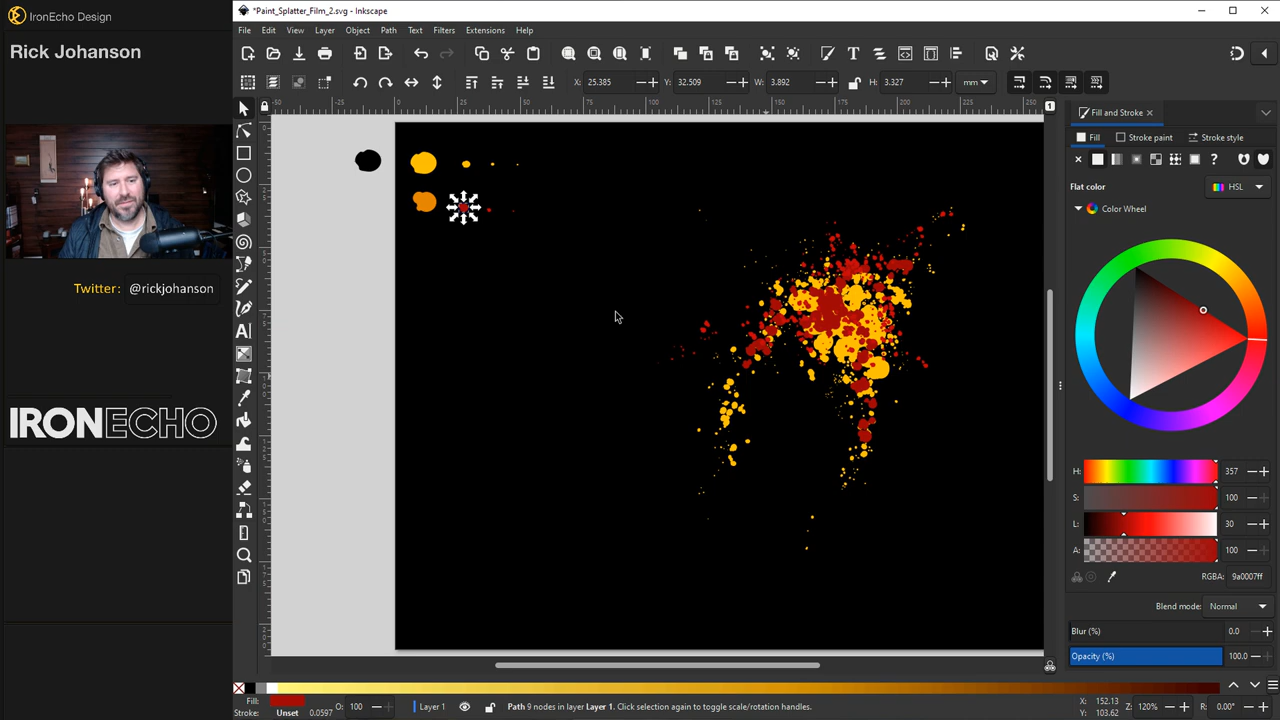 IronEcho Design
Rick Johanson
Twitter: @rickjohanson
IRONECHO
*Paint_Splatter_Film_2.svg - Inkscape
File Edit View Layer Object Path Text Filters Extensions Help
X: 25.385 Y: 32.509 W: 3.892 H: 3.327 mm
Fill and Stroke
Fill Stroke paint Stroke style
?
Flat color HSL
Color Wheel
H: 357
S: 100
L: 30
A: 100
RGBA: 9a0007ff
Blend mode: Normal
Blur (%) 0.0
Opacity (%) 100.0
Fill:
Stroke: Unset 0.0597
O: 100
Layer 1
Path 9 nodes in layer Layer 1. Click selection again to toggle scale/rotation handles.
X: 152.13
Y: 103.62
Z: 120%
R: 0.00°